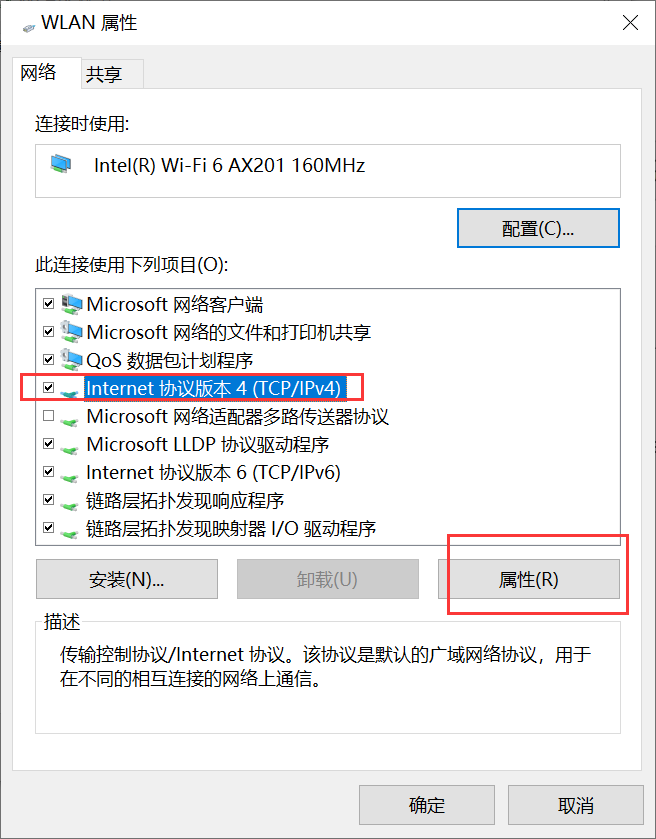 WLAN 属性
网络
共享
连接时使用:
Intel(R) Wi-Fi 6 AX201 160MHz
配置(C)...
此连接使用下列项目(O):
Microsoft 网络客户端
Microsoft 网络的文件和打印机共享
QoS 数据包计划程序
Internet 协议版本 4 (TCP/IPv4)
Microsoft 网络适配器多路传送器协议
Microsoft LLDP 协议驱动程序
Internet 协议版本 6 (TCP/IPv6)
链路层拓扑发现响应程序
链路层拓扑发现映射器 I/O 驱动程序
安装(N)...
卸载(U)
属性(R)
描述
传输控制协议/Internet 协议。该协议是默认的广域网络协议，用于
在不同的相互连接的网络上通信。
确定
取消